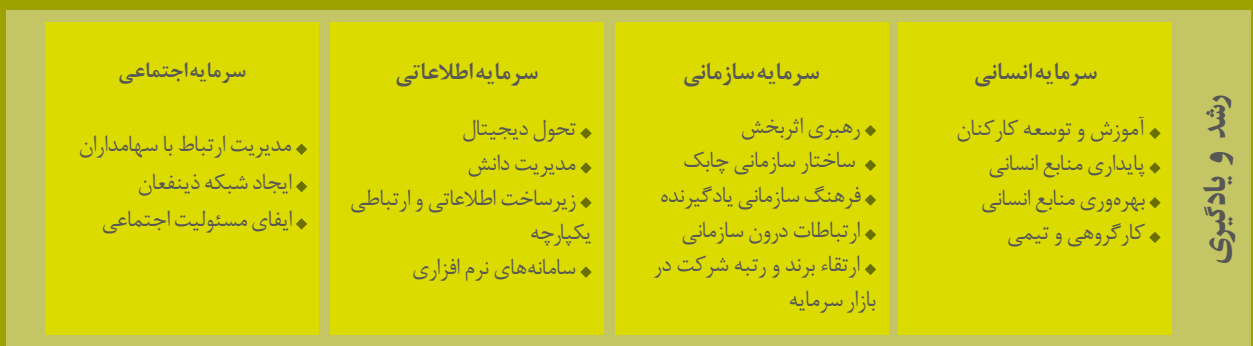 رشد و یادگیری
سرمایه انسانی
آموزش و توسعه کارکنان
پایداری منابع انسانی
بهره‌وری منابع انسانی
کارگروهی و تیمی
سرمایه سازمانی
رهبری اثربخش
ساختار سازمانی چابک
فرهنگ سازمانی یادگیرنده
ارتباطات درون سازمانی
ارتقاء برند و رتبه شرکت در
بازار سرمایه
سرمایه اطلاعاتی
تحول دیجیتال
مدیریت دانش
زیرساخت اطلاعاتی و ارتباطی
یکپارچه
سامانه‌های نرم افزاری
سرمایه اجتماعی
مدیریت ارتباط با سهامداران
ایجاد شبکه ذینفعان
ایفای مسئولیت اجتماعی